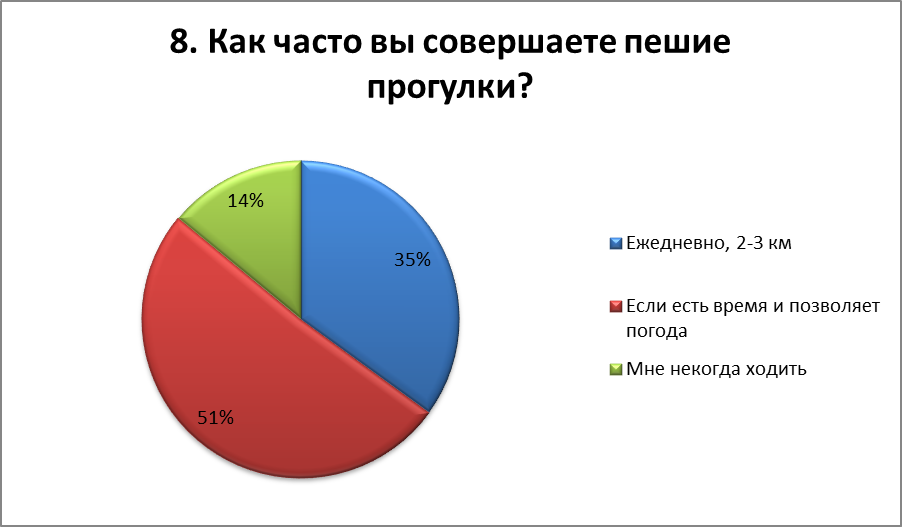 8. Как часто вы совершаете пешие
прогулки?
14%
35%
51%
Ежедневно, 2-3 км
Если есть время и позволяет
погода
Мне некогда ходить